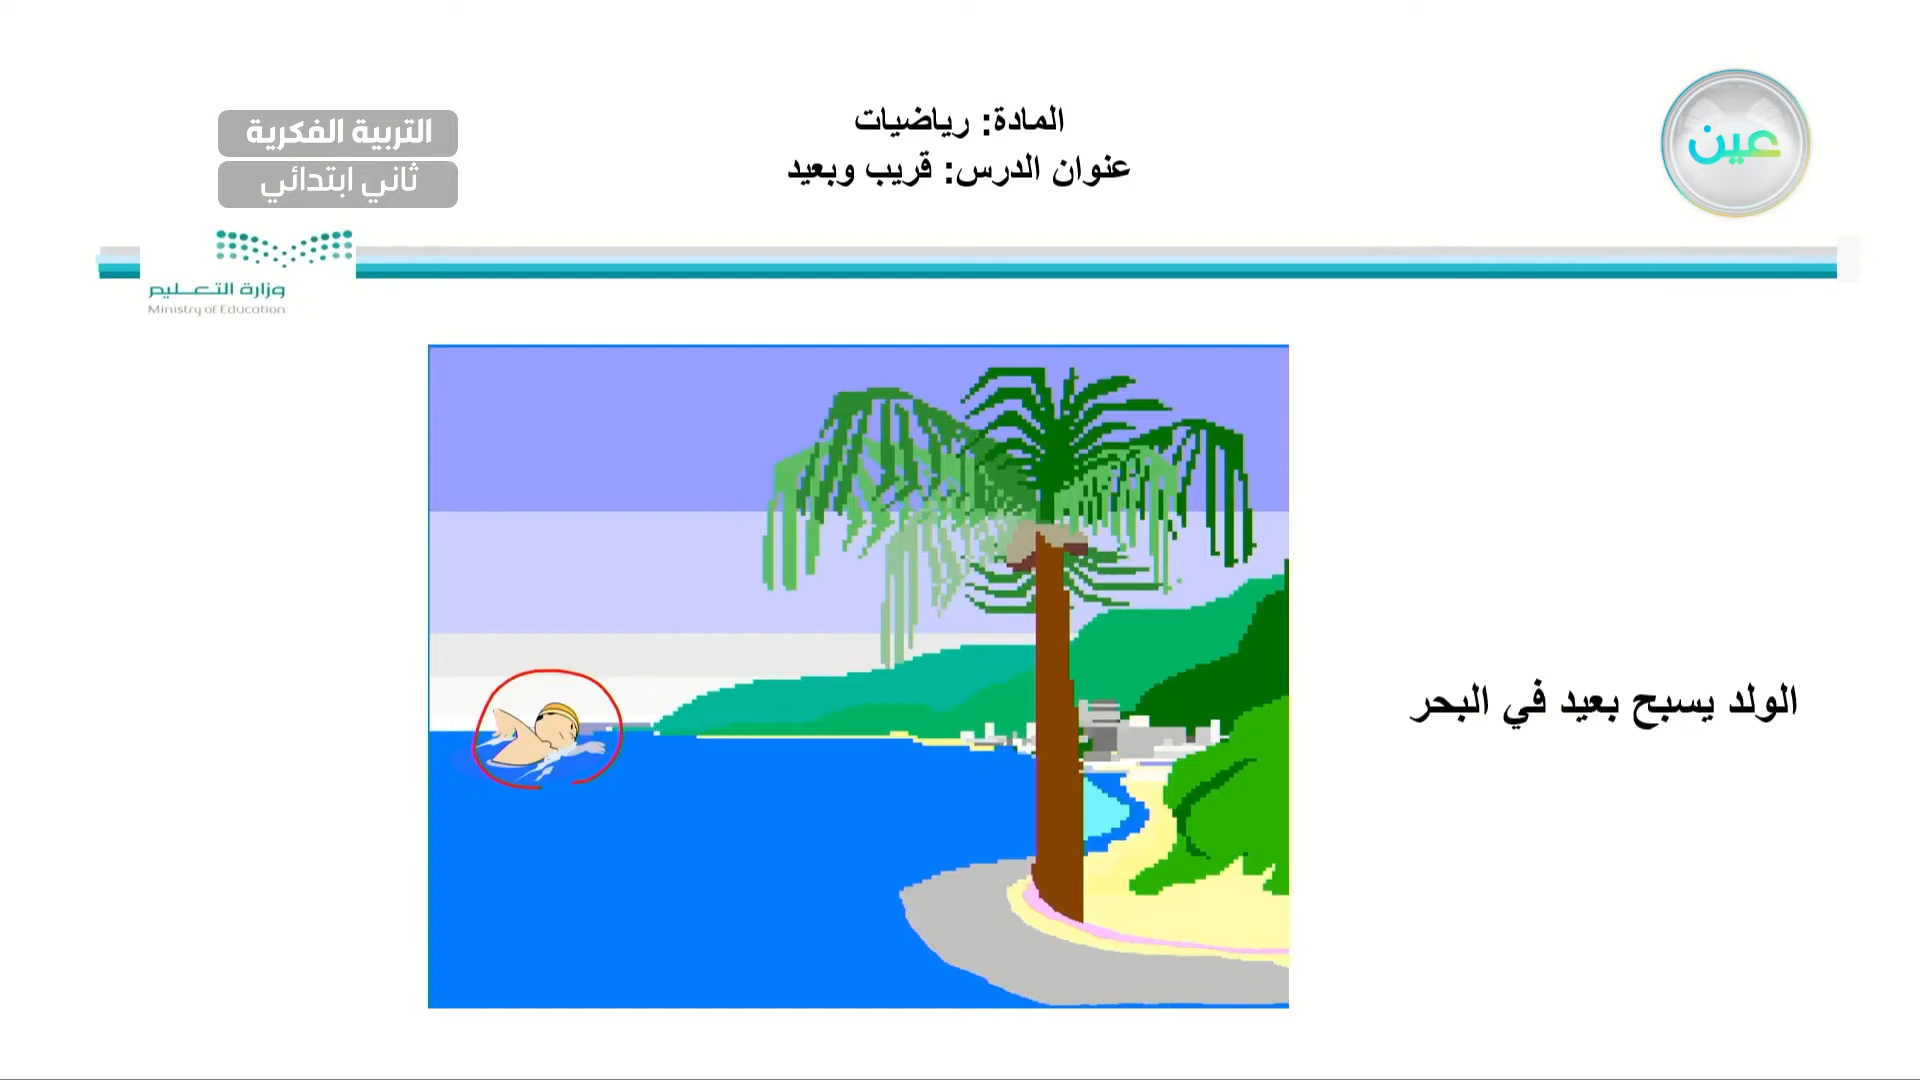 المادة: رياضيات
عنوان الدرس: قريب وبعيد
عين
التربية الفكرية
ثاني ابتدائي
وزارة التعليم
Ministry of Education
الولد يسبح بعيد في البحر